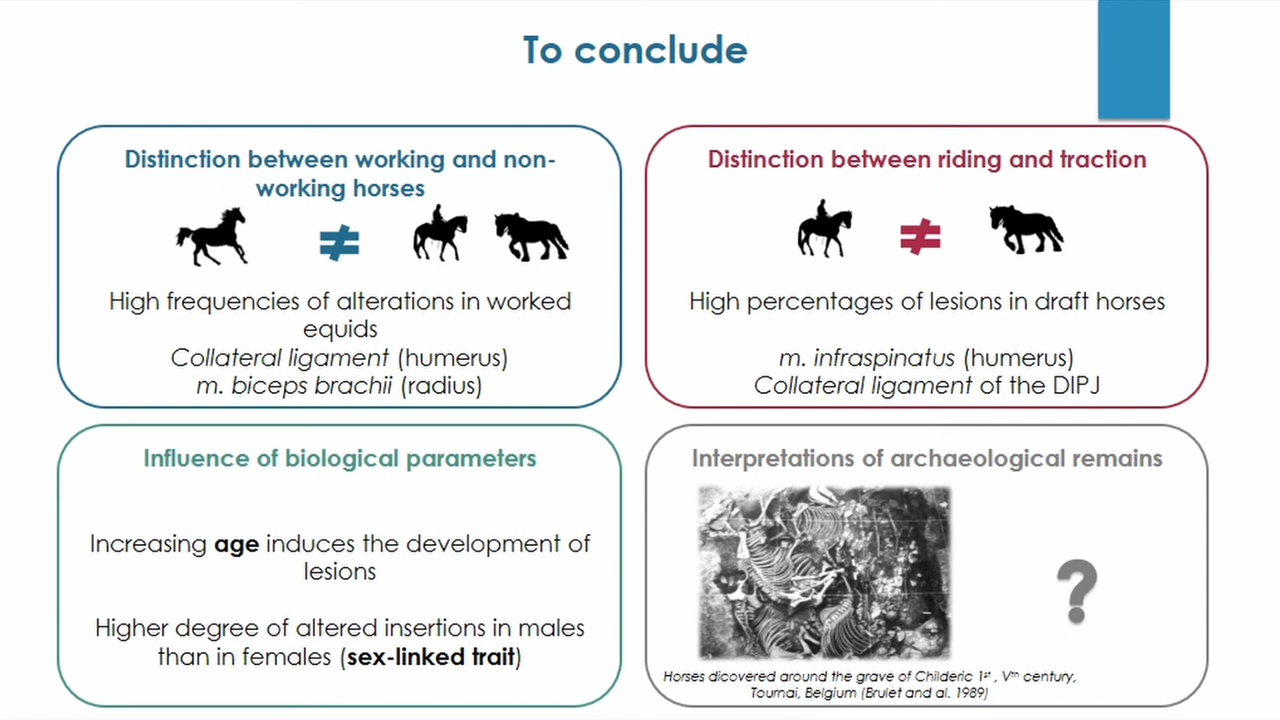 To conclude
Distinction between working and non-
working horses
≠
High frequencies of alterations in worked
equids
Collateral ligament (humerus)
m. biceps brachii (radius)
Distinction between riding and traction
≠
High percentages of lesions in draft horses
m. infraspinatus (humerus)
Collateral ligament of the DIPJ
Influence of biological parameters
Increasing age induces the development of
lesions
Higher degree of altered insertions in males
than in females (sex-linked trait)
Interpretations of archaeological remains
?
Horses dicovered around the grave of Childeric 1st , Vth century,
Tournai, Belgium (Brulet and al. 1989)